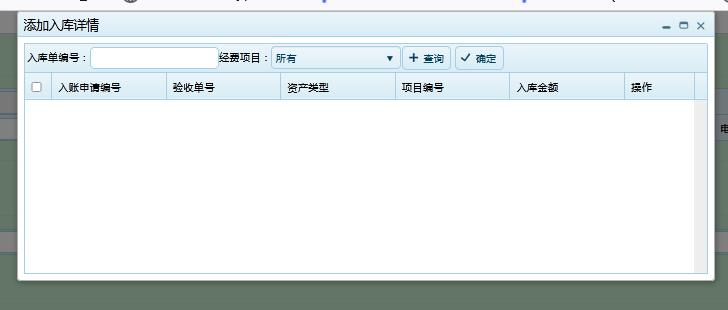 添加入库详情
入库单编号： 经费项目： 所有 查询 确定
入账申请编号 验收单号 资产类型 项目编号 入库金额 操作